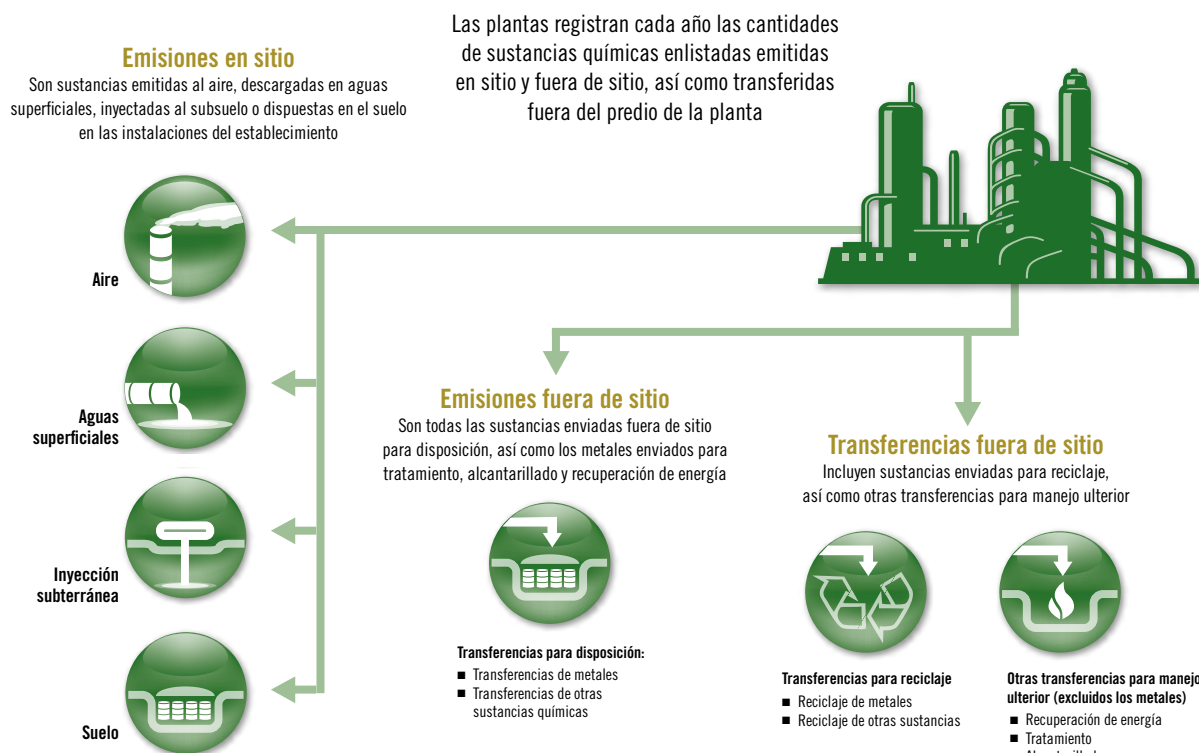 Las plantas registran cada año las cantidades
de sustancias químicas enlistadas emitidas
en sitio y fuera de sitio, así como transferidas
fuera del predio de la planta
Emisiones en sitio
Son sustancias emitidas al aire, descargadas en aguas
superficiales, inyectadas al subsuelo o dispuestas en el suelo
en las instalaciones del establecimiento
Aire
Aguas
superficiales
Inyección
subterránea
Suelo
Emisiones fuera de sitio
Son todas las sustancias enviadas fuera de sitio
para disposición, así como los metales enviados para
tratamiento, alcantarillado y recuperación de energía
Transferencias para disposición:
■ Transferencias de metales
■ Transferencias de otras
sustancias químicas
Transferencias fuera de sitio
Incluyen sustancias enviadas para reciclaje,
así como otras transferencias para manejo ulterior
Transferencias para reciclaje
■ Reciclaje de metales
■ Reciclaje de otras sustancias
Otras transferencias para manejo
ulterior (excluidos los metales)
■ Recuperación de energía
■ Tratamiento